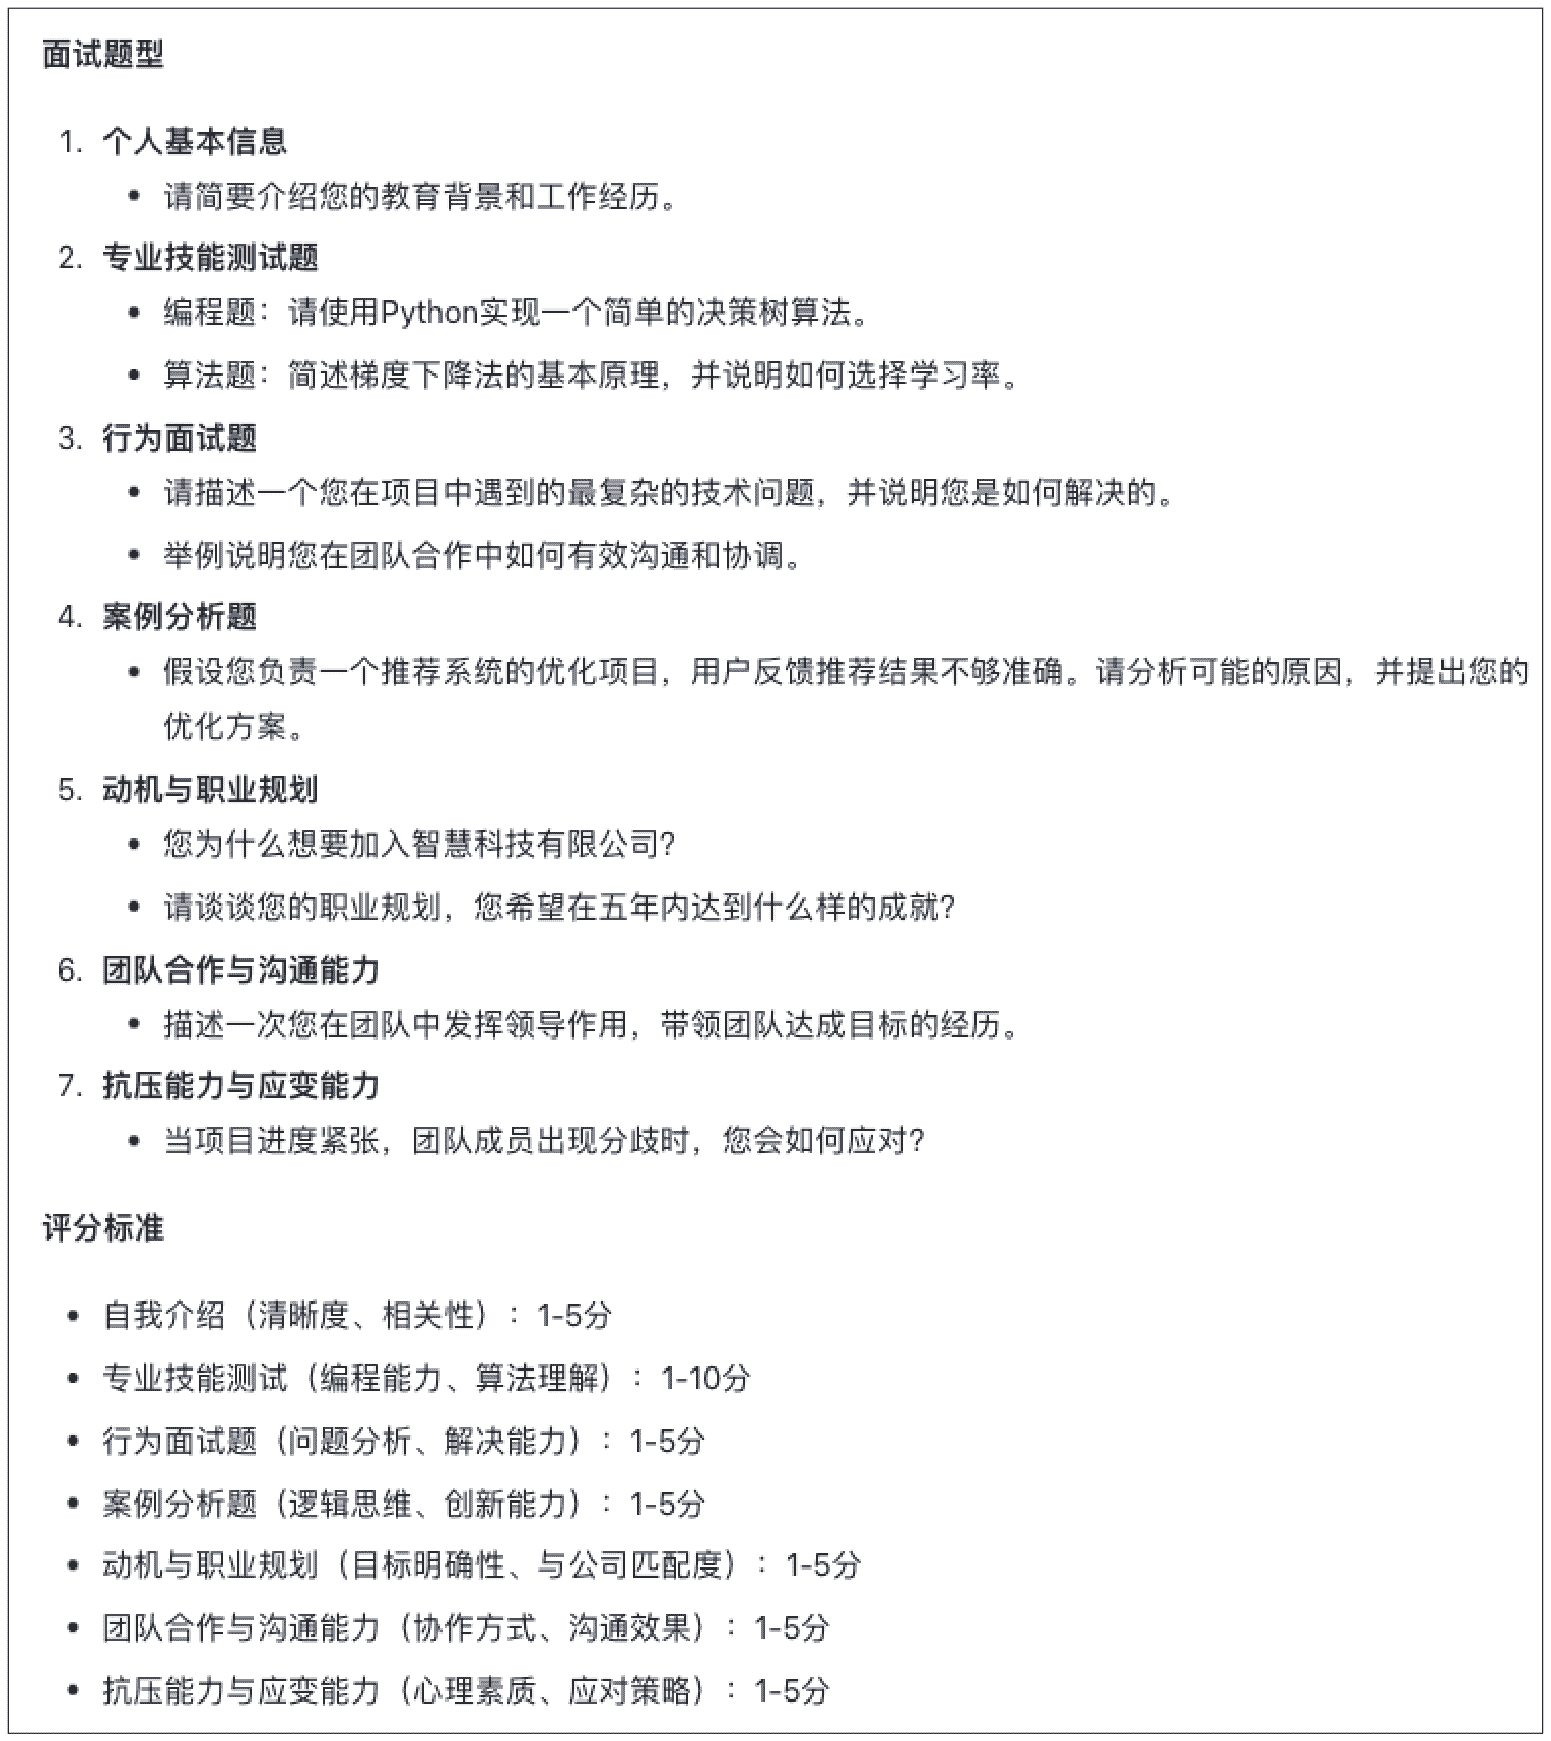 面试题型
1. 个人基本信息
• 请简要介绍您的教育背景和工作经历。
2. 专业技能测试题
• 编程题：请使用Python实现一个简单的决策树算法。
• 算法题：简述梯度下降法的基本原理，并说明如何选择学习率。
3. 行为面试题
• 请描述一个您在项目中遇到的最复杂的技术问题，并说明您是如何解决的。
• 举例说明您在团队合作中如何有效沟通和协调。
4. 案例分析题
• 假设您负责一个推荐系统的优化项目，用户反馈推荐结果不够准确。请分析可能的原因，并提出您的
优化方案。
5. 动机与职业规划
• 您为什么想要加入智慧科技有限公司？
• 请谈谈您的职业规划，您希望在五年内达到什么样的成就？
6. 团队合作与沟通能力
• 描述一次您在团队中发挥领导作用，带领团队达成目标的经历。
7. 抗压能力与应变能力
• 当项目进度紧张，团队成员出现分歧时，您会如何应对？
评分标准
• 自我介绍（清晰度、相关性）：1-5分
• 专业技能测试（编程能力、算法理解）：1-10分
• 行为面试题（问题分析、解决能力）：1-5分
• 案例分析题（逻辑思维、创新能力）：1-5分
• 动机与职业规划（目标明确性、与公司匹配度）：1-5分
• 团队合作与沟通能力（协作方式、沟通效果）：1-5分
• 抗压能力与应变能力（心理素质、应对策略）：1-5分